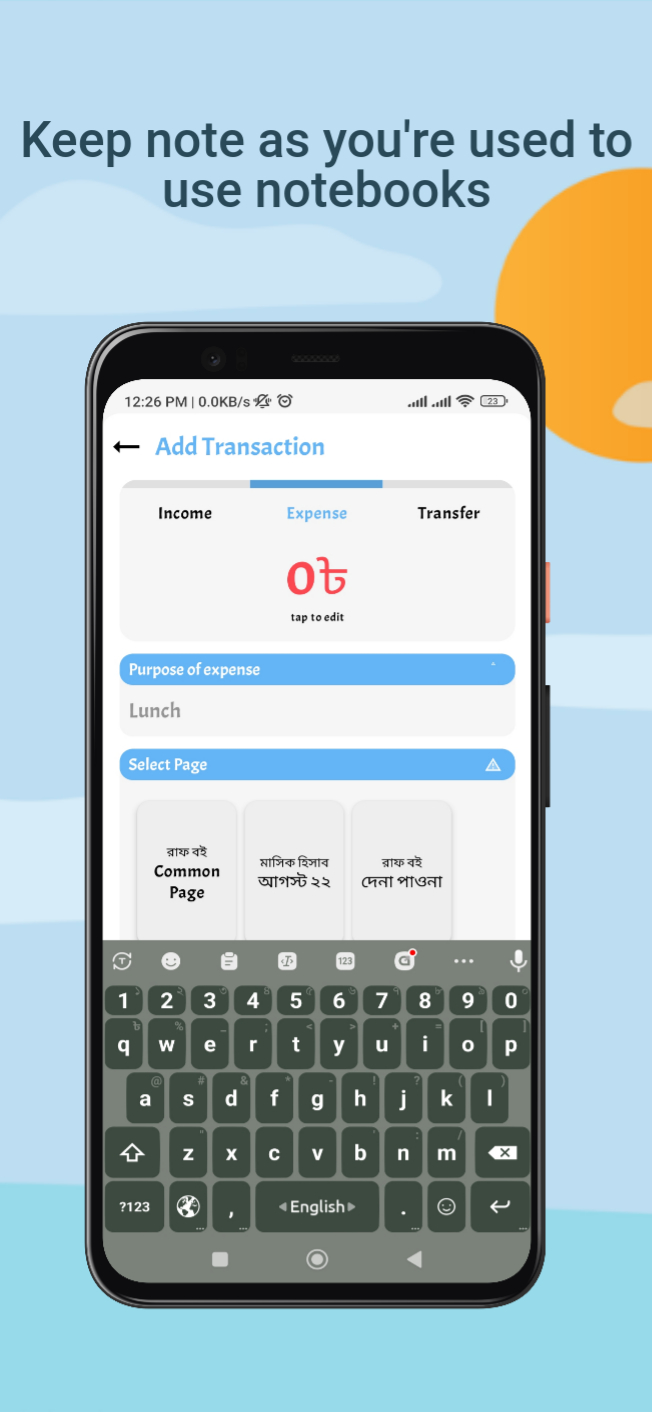 Keep note as you're used to
use notebooks
12:26 PM | 0.0KB/s
23
Add Transaction
Income Expense Transfer
0৳
tap to edit
Purpose of expense
Lunch
Select Page
রাফ বই
Common
Page
মাসিক হিসাব
আগস্ট ২২
রাফ বই
দেনা পাওনা
123
1 2 3 4 5 6 7 8 9 0
q w e r t y u i o p
a s d f g h j k l
z x c v b n m
?123 , English .